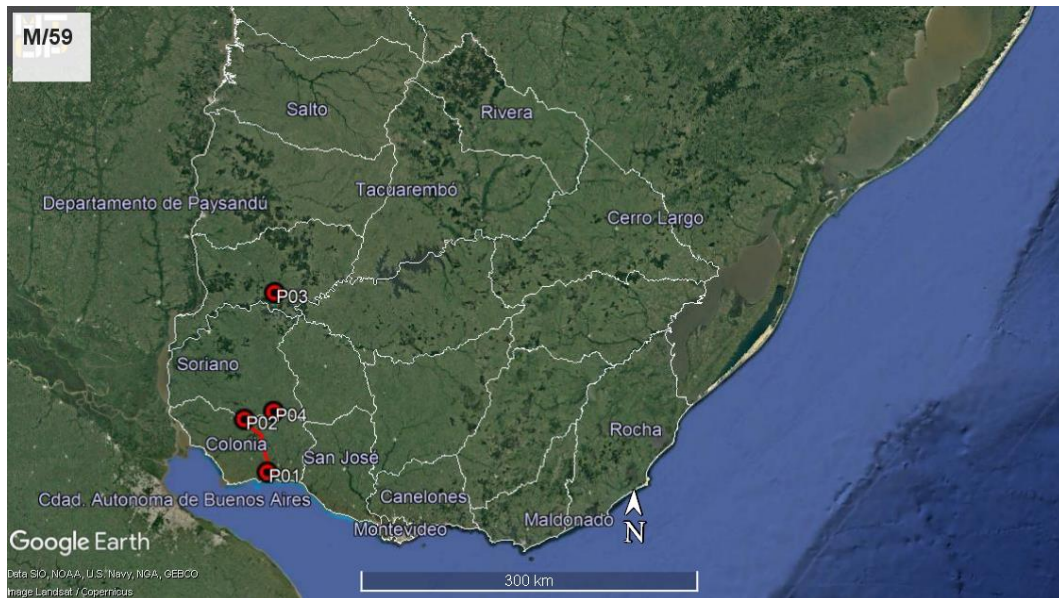 M/59
Salto
Rivera
Departamento de Paysandú
Tacuarembó
Cerro Largo
P03
Soriano
P04
P02
Colonia
Rocha
San José
P01
Cdad. Autonoma de Buenos Aires
Canelones
Maldonado
Montevideo
N
Google Earth
Data SIO, NOAA, U.S. Navy, NGA, GEBCO
Image Landsat / Copernicus
300 km